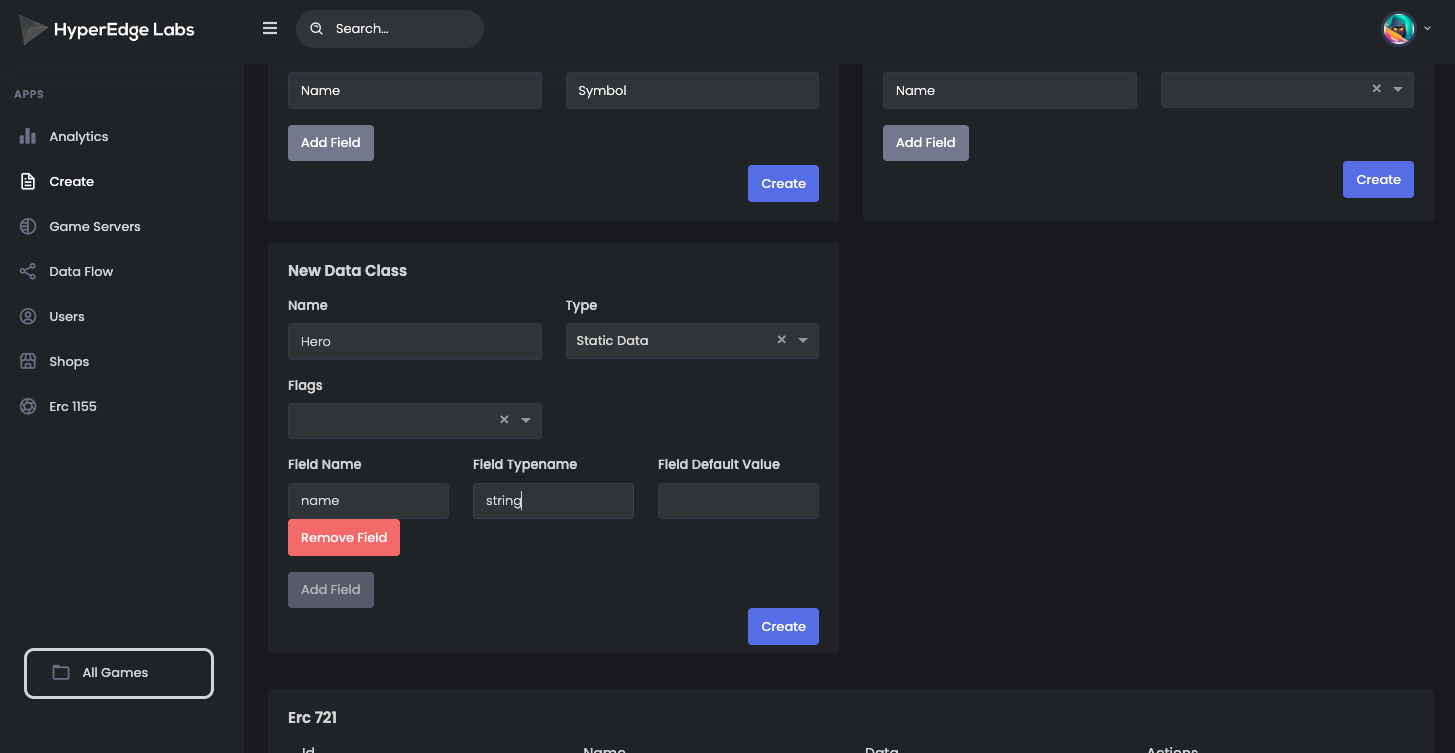 HyperEdge Labs
Search...
APPS
Analytics
Create
Game Servers
Data Flow
Users
Shops
Erc 1155
All Games
Name
Symbol
Add Field
Create
Name
Add Field
Create
New Data Class
Name
Type
Hero
Static Data
Flags
Field Name
Field Typename
Field Default Value
name
string
Remove Field
Add Field
Create
Erc 721
Id
Name
Data
Actions